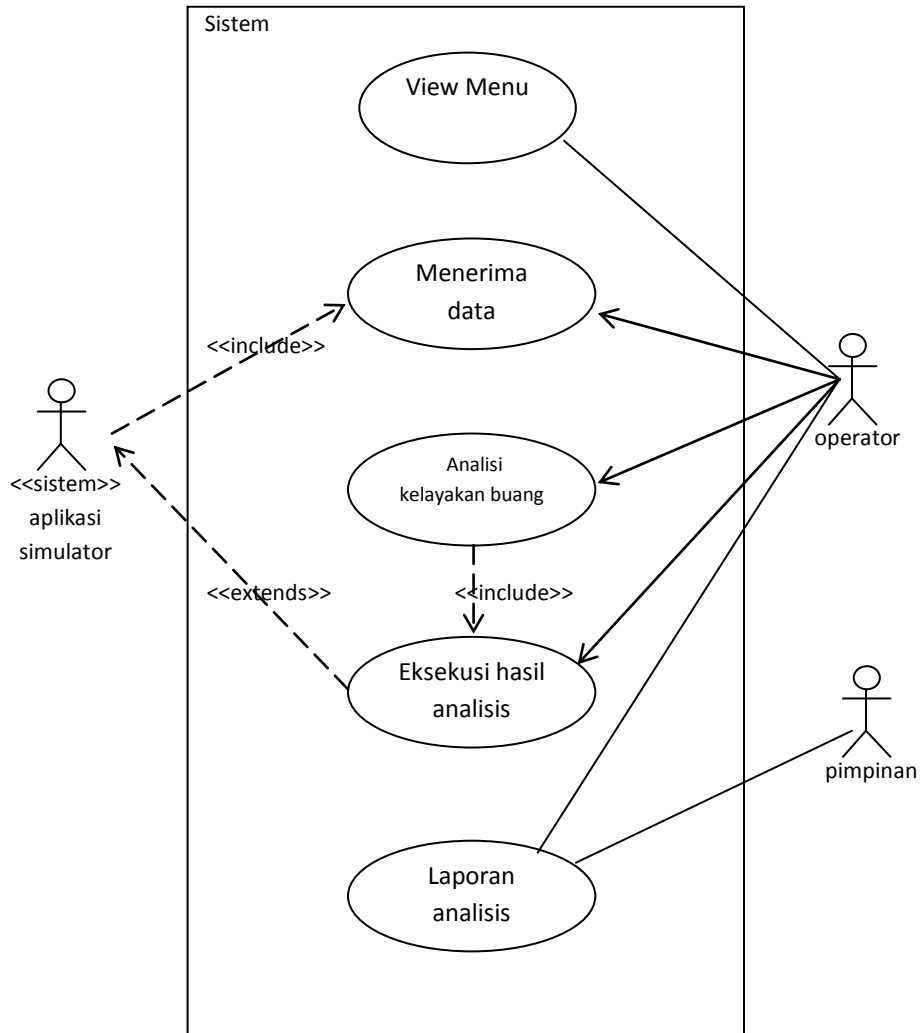 Sistem
View Menu
Menerima
data
<<include>>
operator
<<sistem>>
aplikasi
simulator
Analisi
kelayakan buang
<<extends>>
<<include>>
Eksekusi hasil
analisis
pimpinan
Laporan
analisis